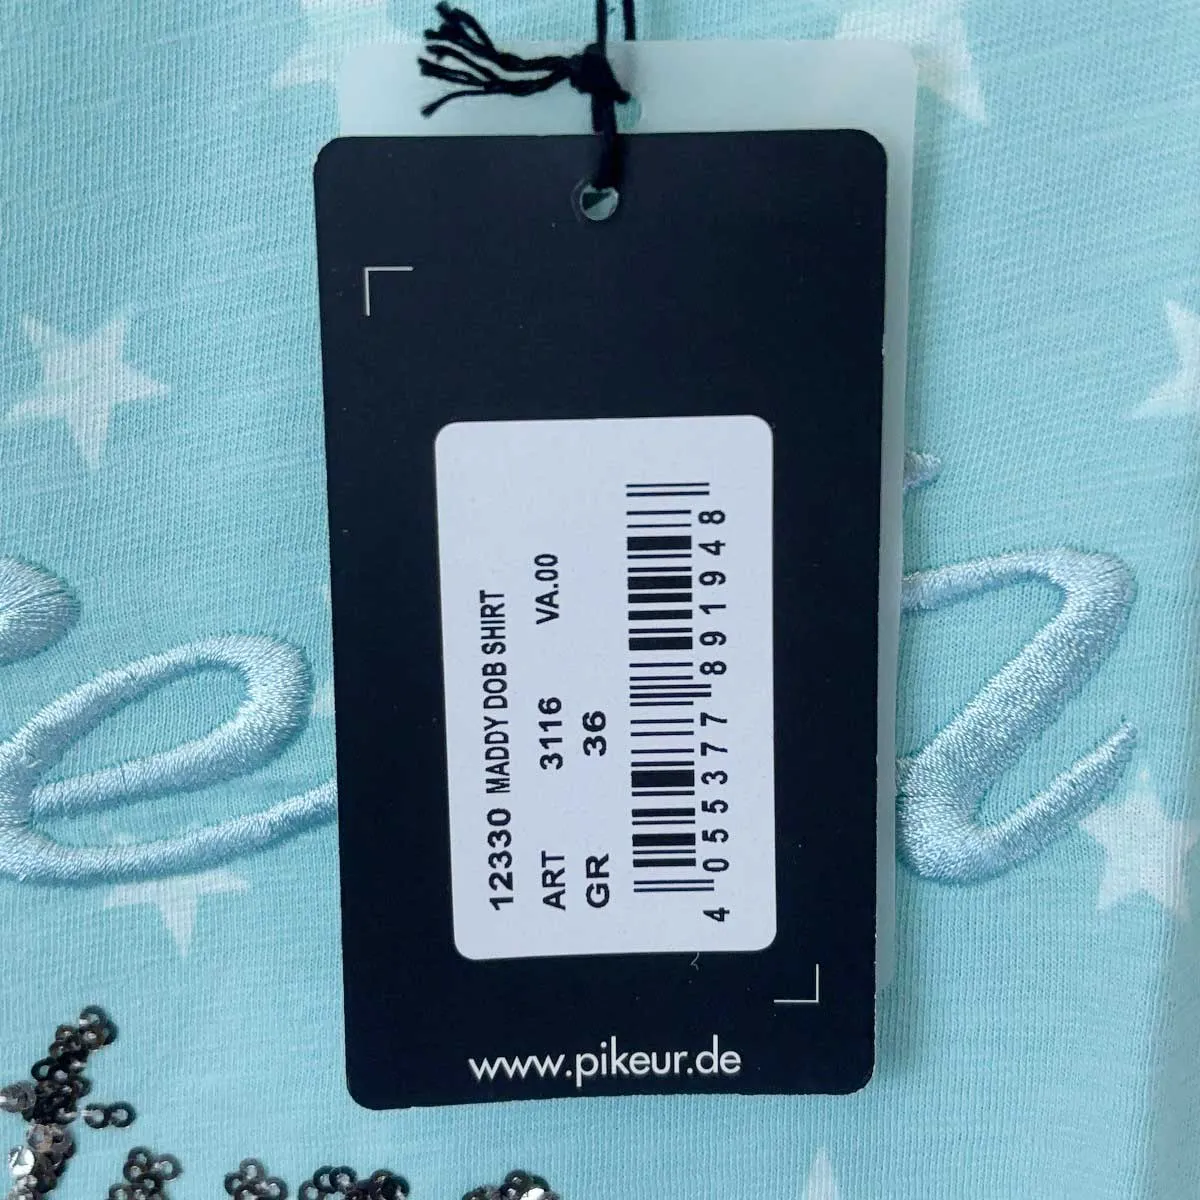 12330 MADDY DOB SHIRT
ART 3116 VA.00
GR 36
4 055377 891948
www.pikeur.de